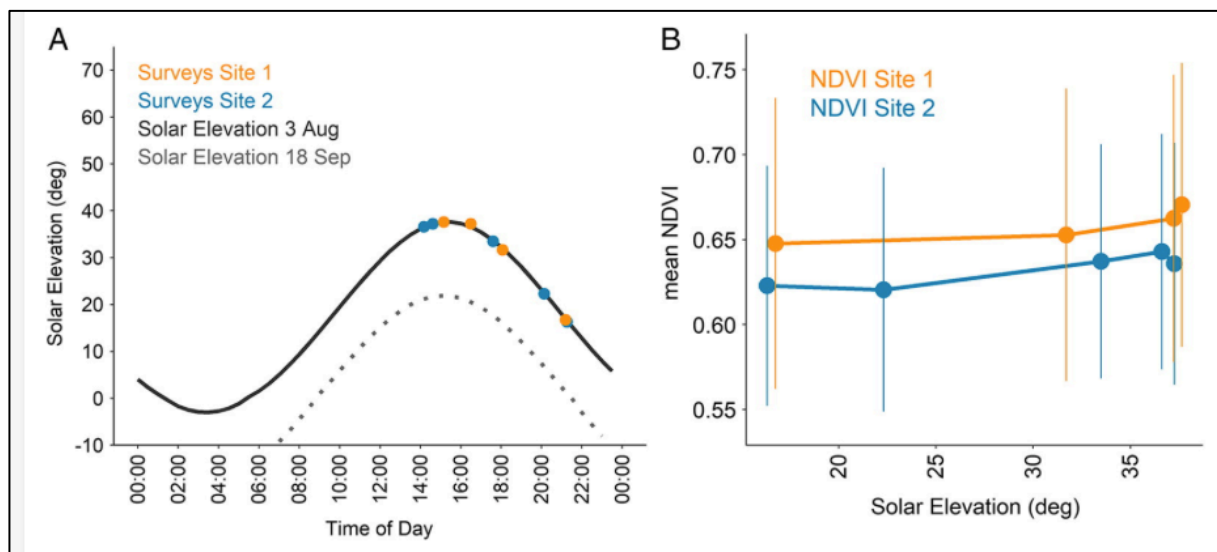 A
Surveys Site 1
Surveys Site 2
Solar Elevation 3 Aug
Solar Elevation 18 Sep
Solar Elevation (deg)
70
60
50
40
30
20
10
0
-10
00:00
02:00
04:00
06:00
08:00
10:00
12:00
14:00
16:00
18:00
20:00
22:00
00:00
Time of Day
B
NDVI Site 1
NDVI Site 2
mean NDVI
0.75
0.70
0.65
0.60
0.55
20
25
30
35
Solar Elevation (deg)